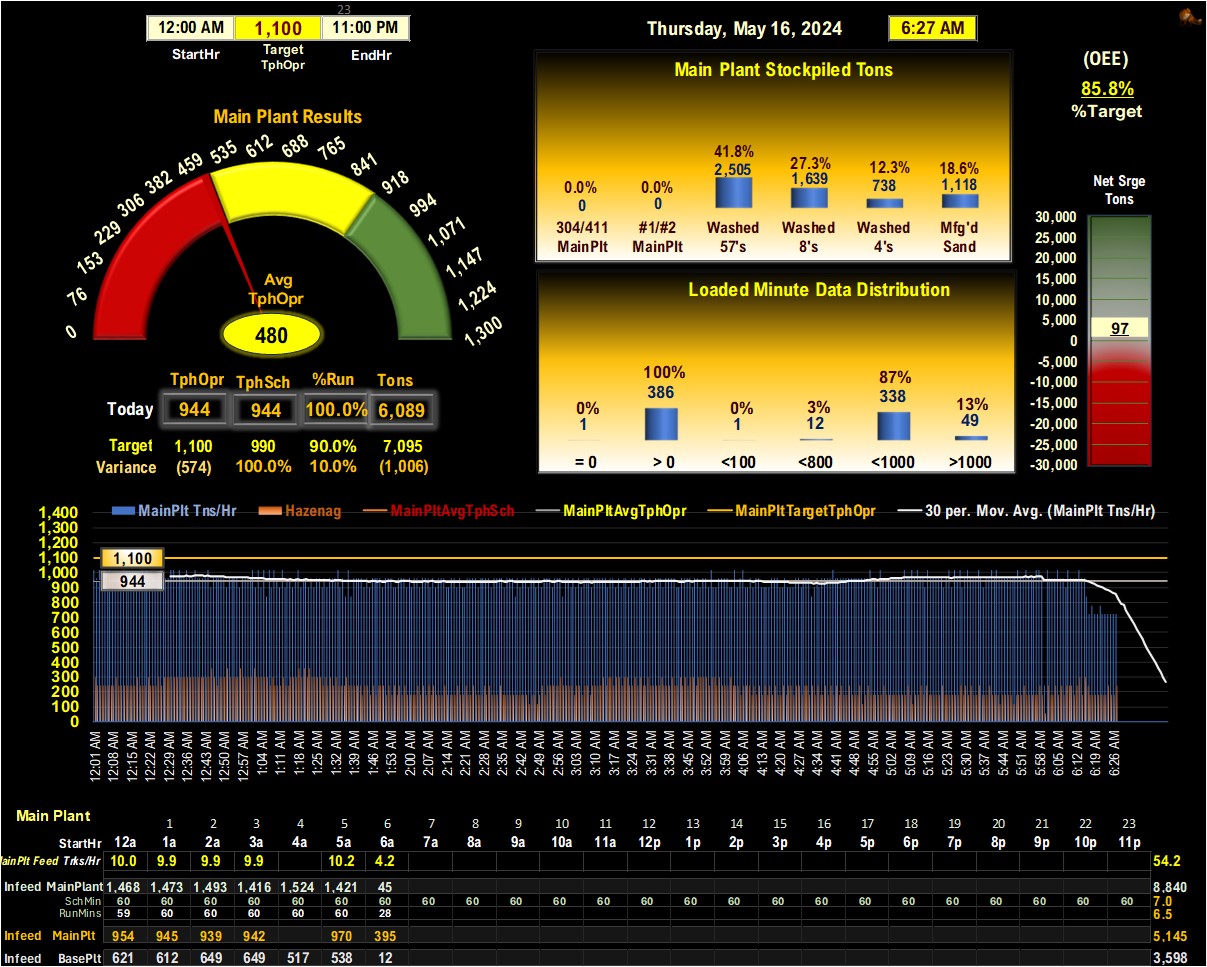 23
12:00 AM 1,100 11:00 PM
StartHr Target TphOpr EndHr
Thursday, May 16, 2024 6:27 AM
(OEE)
85.8%
%Target
Main Plant Results
0 76 153 229 306 382 459 535 612 688 765 841 918 994 1,071 1,147 1,224 1,300
Avg
TphOpr
480
TphOpr TphSch %Run Tons
Today 944 944 100.0% 6,089
Target 1,100 990 90.0% 7,095
Variance (574) 100.0% 10.0% (1,006)
Main Plant Stockpiled Tons
0.0% 0.0% 41.8% 27.3% 12.3% 18.6%
0 0 2,505 1,639 738 1,118
304/411 #1/#2 Washed Washed Washed Mfg'd
MainPlt MainPlt 57's 8's 4's Sand
Loaded Minute Data Distribution
0% 100% 0% 3% 87% 13%
1 386 1 12 338 49
= 0 > 0 <100 <800 <1000 >1000
Net Srge
Tons
30,000
25,000
20,000
15,000
10,000
5,000
97
0
-5,000
-10,000
-15,000
-20,000
-25,000
-30,000
MainPlt Tns/Hr Hazenag MainPltAvgTphSch MainPltAvgTphOpr MainPltTargetTphOpr 30 per. Mov. Avg. (MainPlt Tns/Hr)
1,400
1,300
1,200
1,100
1,000
900
800
700
600
500
400
300
200
100
0
1,100
944
12:01 AM 12:08 AM 12:15 AM 12:22 AM 12:29 AM 12:36 AM 12:43 AM 12:50 AM 12:57 AM 1:04 AM 1:11 AM 1:18 AM 1:25 AM 1:32 AM 1:39 AM 1:46 AM 1:53 AM 2:00 AM 2:07 AM 2:14 AM 2:21 AM 2:28 AM 2:35 AM 2:42 AM 2:49 AM 2:56 AM 3:03 AM 3:10 AM 3:17 AM 3:24 AM 3:31 AM 3:38 AM 3:45 AM 3:52 AM 3:59 AM 4:06 AM 4:13 AM 4:20 AM 4:27 AM 4:34 AM 4:41 AM 4:48 AM 4:55 AM 5:02 AM 5:09 AM 5:16 AM 5:23 AM 5:30 AM 5:37 AM 5:44 AM 5:51 AM 5:58 AM 6:05 AM 6:12 AM 6:19 AM 6:26 AM
Main Plant
1 2 3 4 5 6 7 8 9 10 11 12 13 14 15 16 17 18 19 20 21 22 23
StartHr 12a 1a 2a 3a 4a 5a 6a 7a 8a 9a 10a 11a 12p 1p 2p 3p 4p 5p 6p 7p 8p 9p 10p 11p
ainPlt Feed Trks/Hr 10.0 9.9 9.9 9.9 10.2 4.2 54.2
Infeed MainPlant 1,468 1,473 1,493 1,416 1,524 1,421 45 8,840
SchMin 60 60 60 60 60 60 60 60 60 60 60 60 60 60 60 60 60 60 60 60 60 60 60 60 7.0
RunMins 59 60 60 60 60 60 28 6.5
Infeed MainPlt 954 945 939 942 970 395 5,145
Infeed BasePlt 621 612 649 649 517 538 12 3,598